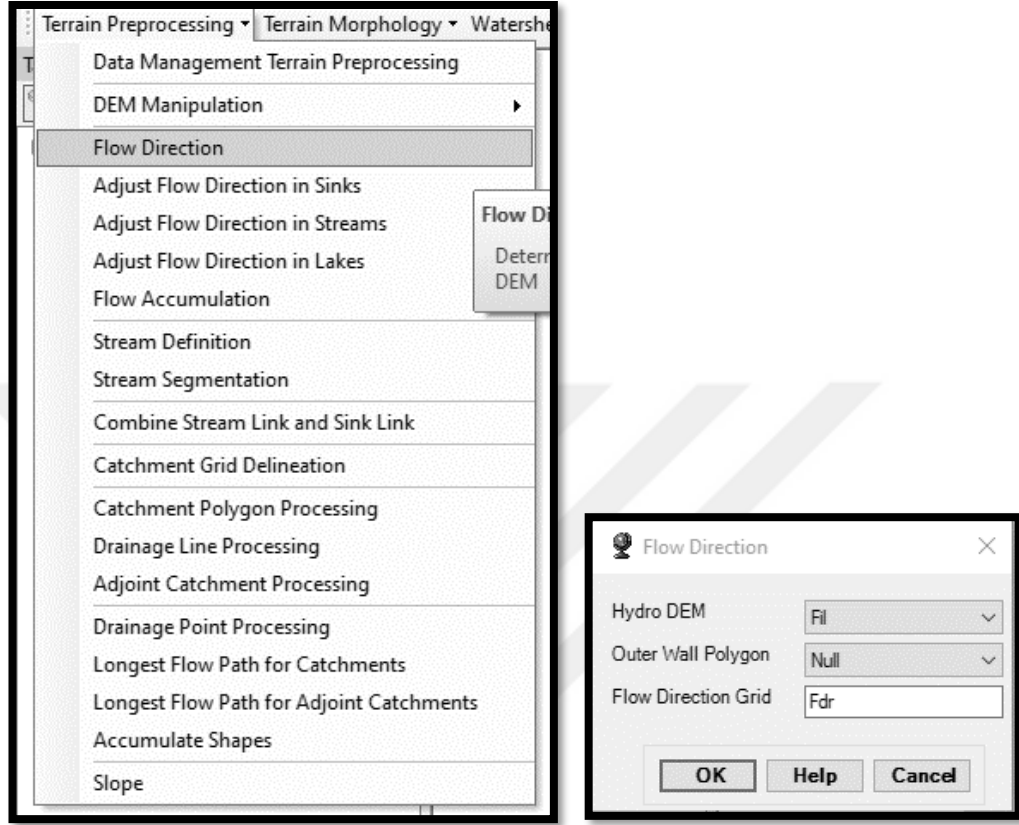 Terrain Preprocessing Terrain Morphology
Data Management Terrain Preprocessing
DEM Manipulation
Flow Direction
Adjust Flow Direction in Sinks
Adjust Flow Direction in Streams
Flow Di
Adjust Flow Direction in Lakes
DEM
Flow Accumulation
Stream Definition
Stream Segmentation
Combine Stream Link and Sink Link
Catchment Grid Delineation
Catchment Polygon Processing
Drainage Line Processing
Adjoint Catchment Processing
Drainage Point Processing
Longest Flow Path for Catchments
Longest Flow Path for Adjoint Catchments
Accumulate Shapes
Slope
Flow Direction
Hydro DEM Fil
Outer Wall Polygon Null
Flow Direction Grid Fdr
OK Help Cancel